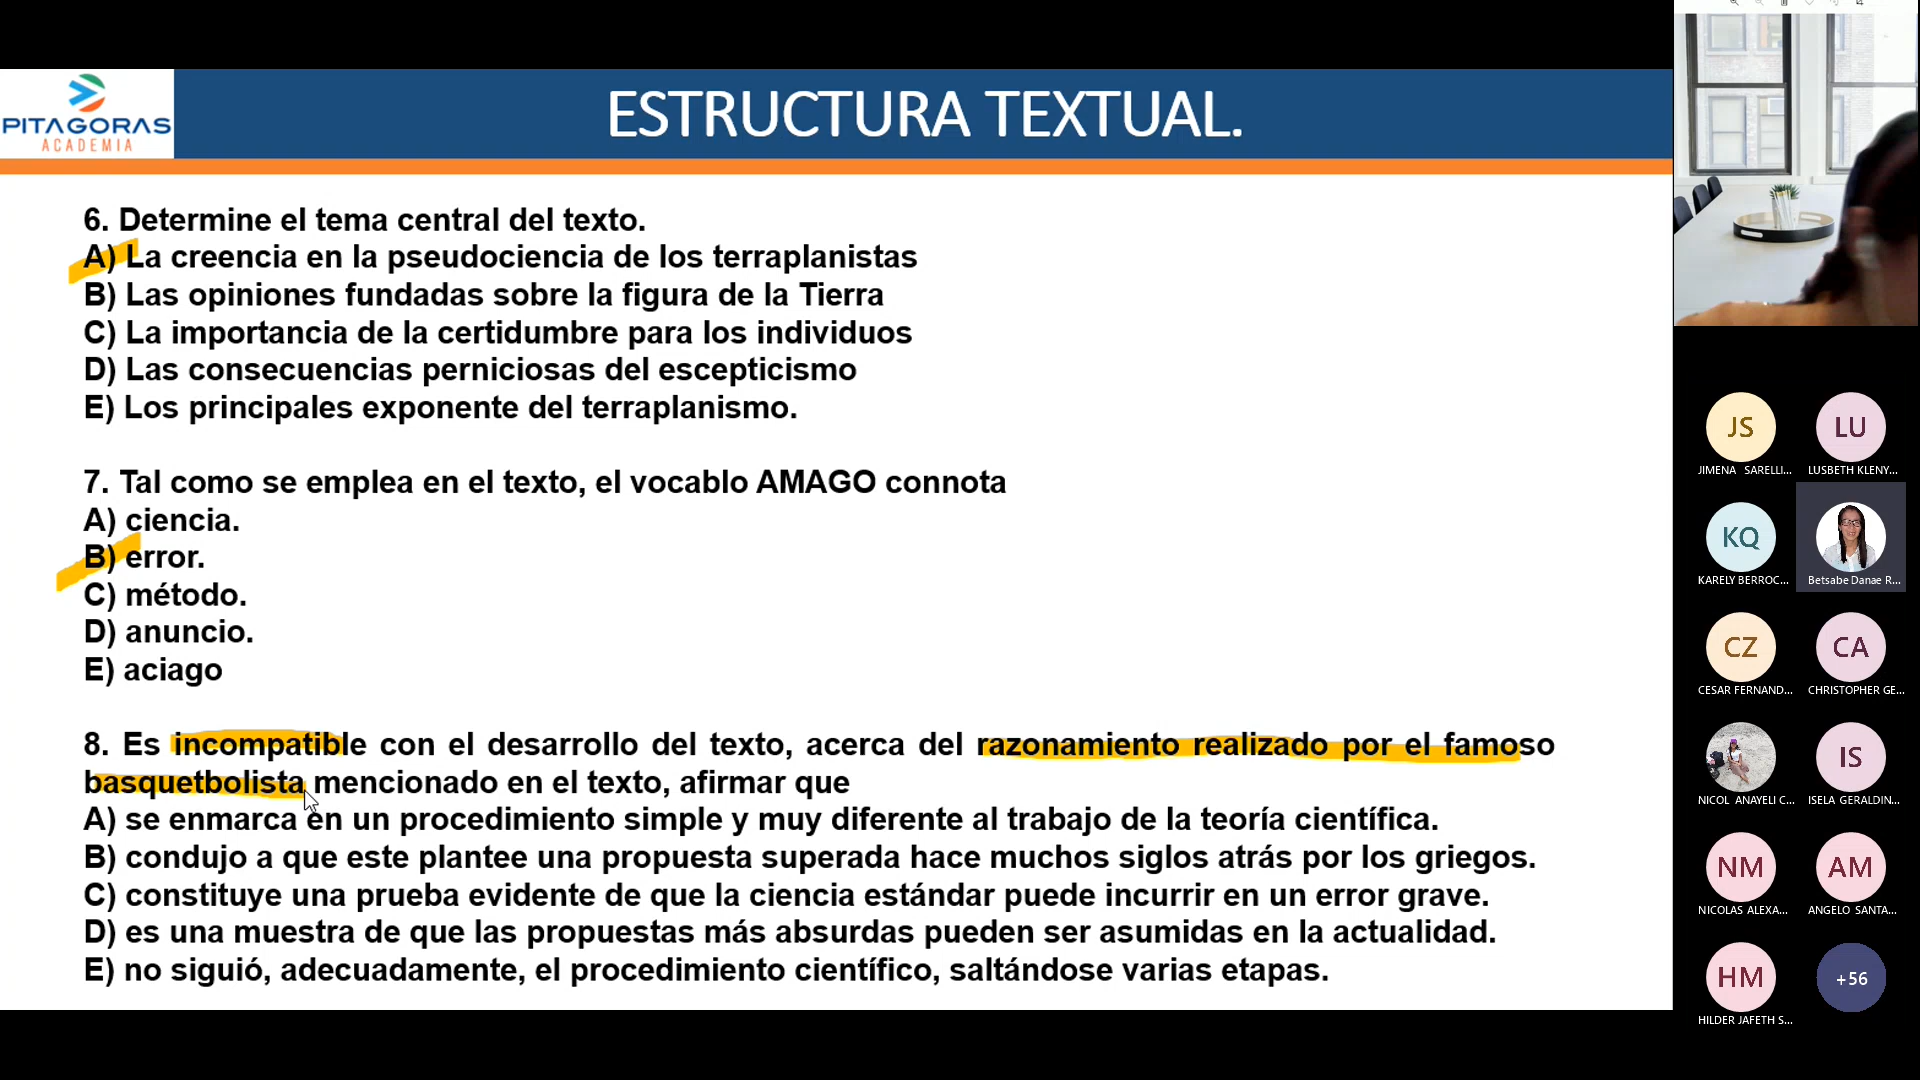 PITAGORAS
ACADEMIA
ESTRUCTURA TEXTUAL.
6. Determine el tema central del texto.
A) La creencia en la pseudociencia de los terraplanistas
B) Las opiniones fundadas sobre la figura de la Tierra
C) La importancia de la certidumbre para los individuos
D) Las consecuencias perniciosas del escepticismo
E) Los principales exponente del terraplanismo.
7. Tal como se emplea en el texto, el vocablo AMAGO connota
A) ciencia.
B) error.
C) método.
D) anuncio.
E) aciago
8. Es incompatible con el desarrollo del texto, acerca del razonamiento realizado por el famoso
basquetbolista mencionado en el texto, afirmar que
A) se enmarca en un procedimiento simple y muy diferente al trabajo de la teoría científica.
B) condujo a que este plantee una propuesta superada hace muchos siglos atrás por los griegos.
C) constituye una prueba evidente de que la ciencia estándar puede incurrir en un error grave.
D) es una muestra de que las propuestas más absurdas pueden ser asumidas en la actualidad.
E) no siguió, adecuadamente, el procedimiento científico, saltándose varias etapas.
JS
LU
JIMENA SARELLI...
LUSBETH KLENY...
KQ
KARELY BERROC...
Betsabe Danae R...
CZ
CA
CESAR FERNAND...
CHRISTOPHER GE...
IS
NICOL ANAYELI C...
ISELA GERALDIN...
NM
AM
NICOLAS ALEXA...
ANGELO SANTA...
HM
+56
HILDER JAFETH S...